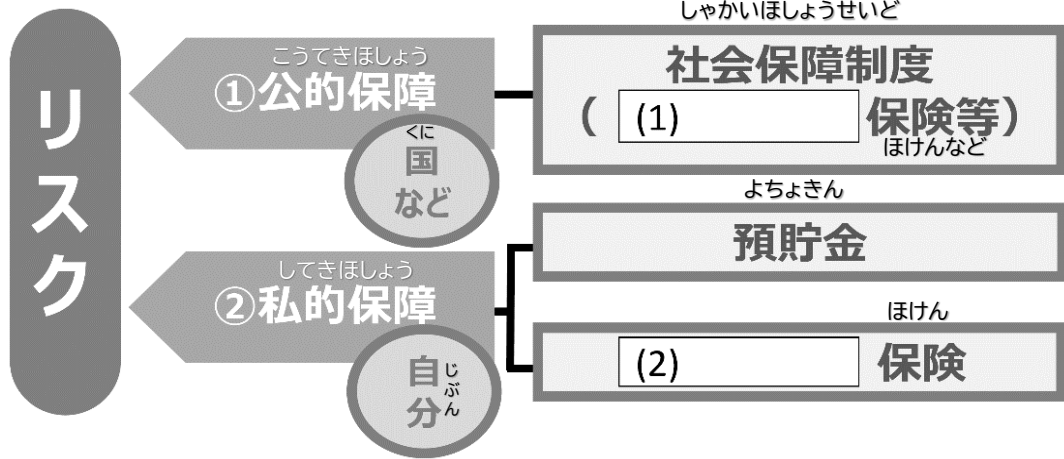 リスク
こうてきほしょう
①公的保障
くに
国
など
しゃかいほしょうせいど
社会保障制度
( (1) 保険等)
ほけんなど
してきほしょう
②私的保障
自分
じぶん
よちょきん
預貯金
ほけん
(2) 保険